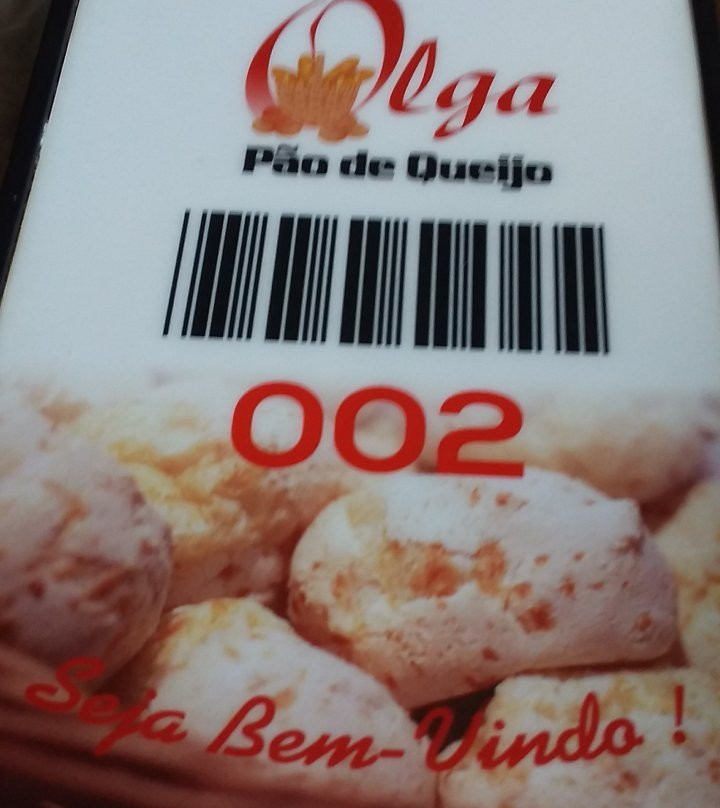 Olga
Pão de Queijo
002
Seja Bem-Vindo !